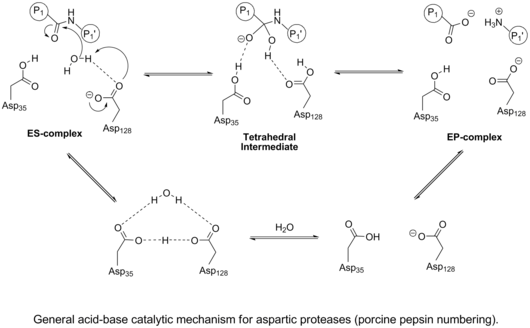 P1 O N H P1' O H H
O H O Asp35
⊖ O O Asp128
ES-complex
P1 H N P1' O ⊖ O H
H O O Asp35
O H O Asp128
Tetrahedral
Intermediate
P1 O O ⊖ H3N ⊕ P1'
O H O Asp35
O ⊖ O Asp128
EP-complex
H O H
O O H O O
Asp35 Asp128
H2O
O OH Asp35
⊖ O O Asp128
General acid-base catalytic mechanism for aspartic proteases (porcine pepsin numbering).